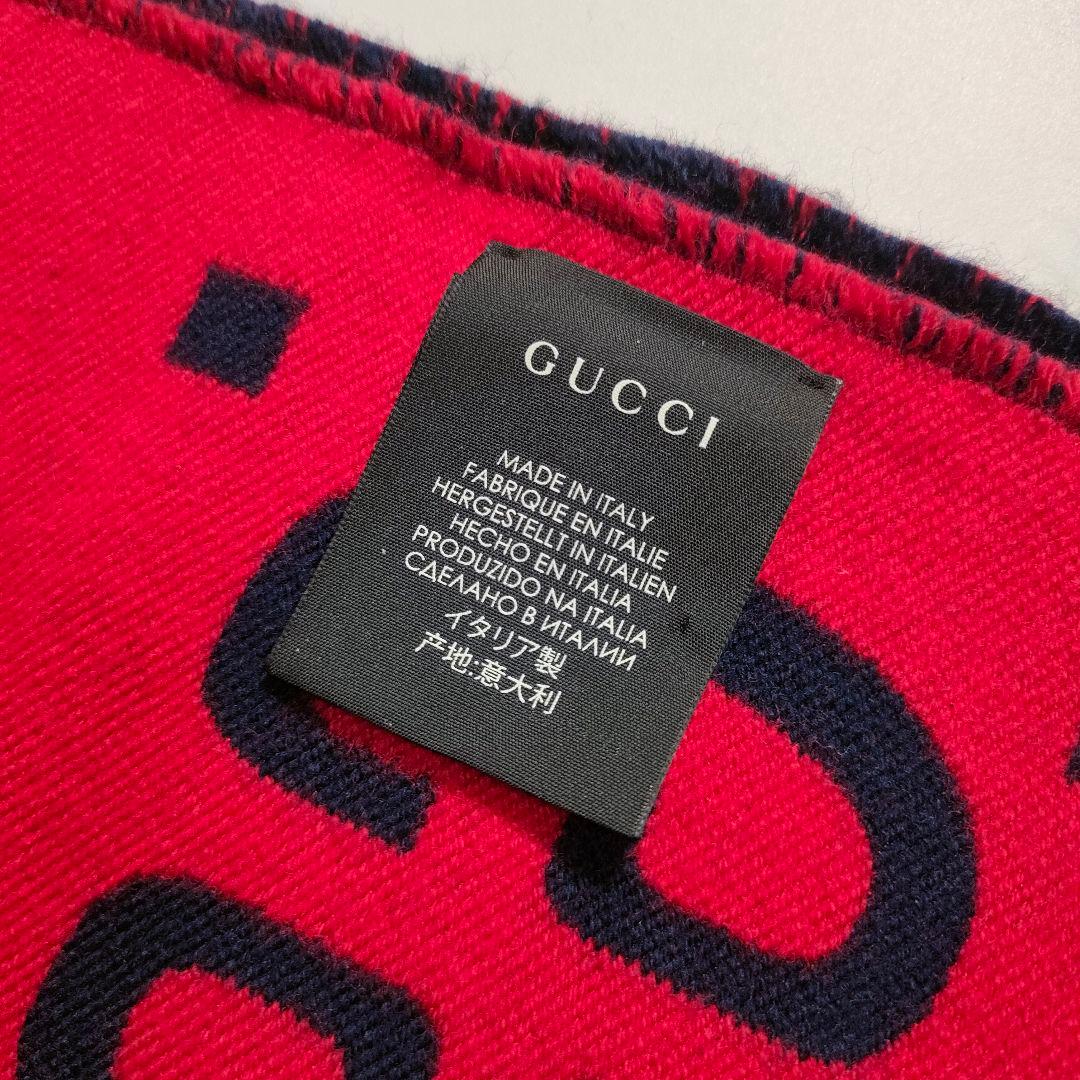 GUCCI
MADE IN ITALY
FABRIQUE EN ITALIE
HERGESTELLT IN ITALIEN
HECHO EN ITALIA
PRODUZIDO NA ITALIA
СДЕЛАНО В ИТАЛИИ
イタリア製
产地:意大利